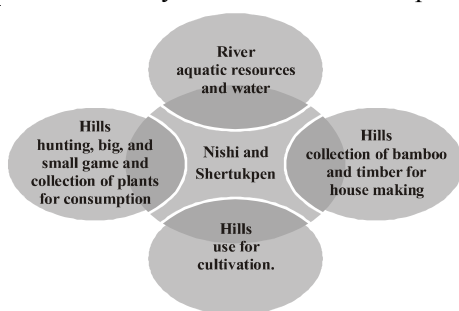 River
aquatic resources
and water
Hills
hunting, big, and
small game and
collection of plants
for consumption
Nishi and
Shertukpen
Hills
collection of bamboo
and timber for
house making
Hills
use for
cultivation.